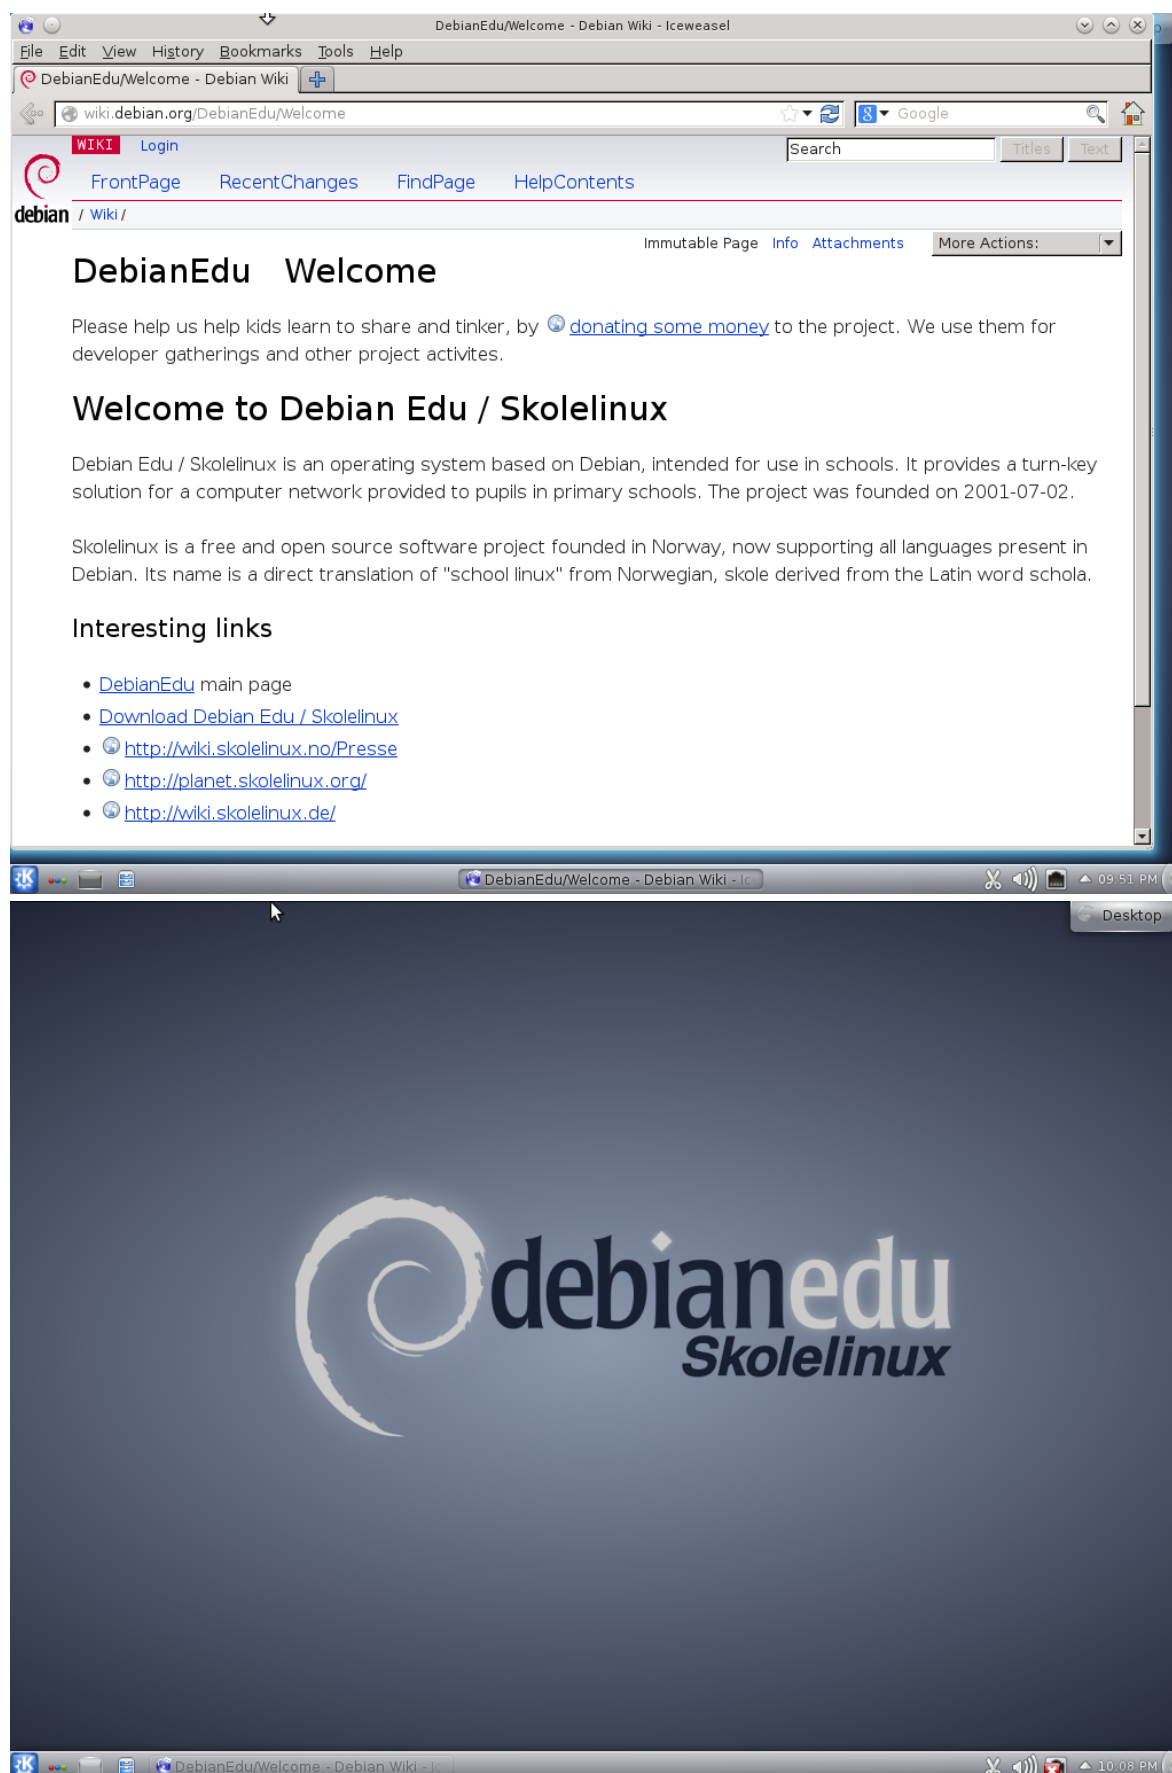 DebianEdu/Welcome - Debian Wiki - Iceweasel
File Edit View History Bookmarks Tools Help
DebianEdu/Welcome - Debian Wiki
wiki.debian.org/DebianEdu/Welcome
Google
WIKI Login
Search
Titles Text
FrontPage RecentChanges FindPage HelpContents
debian / Wiki /
Immutable Page Info Attachments More Actions:
DebianEdu Welcome
Please help us help kids learn to share and tinker, by donating some money to the project. We use them for
developer gatherings and other project activites.
Welcome to Debian Edu / Skolelinux
Debian Edu / Skolelinux is an operating system based on Debian, intended for use in schools. It provides a turn-key
solution for a computer network provided to pupils in primary schools. The project was founded on 2001-07-02.
Skolelinux is a free and open source software project founded in Norway, now supporting all languages present in
Debian. Its name is a direct translation of "school linux" from Norwegian, skole derived from the Latin word schola.
Interesting links
• DebianEdu main page
• Download Debian Edu / Skolelinux
• http://wiki.skolelinux.no/Presse
• http://planet.skolelinux.org/
• http://wiki.skolelinux.de/
DebianEdu/Welcome - Debian Wiki - Ic
09:51 PM
Desktop
debianedu
Skolelinux
DebianEdu/Welcome - Debian Wiki - Ic
10:08 PM